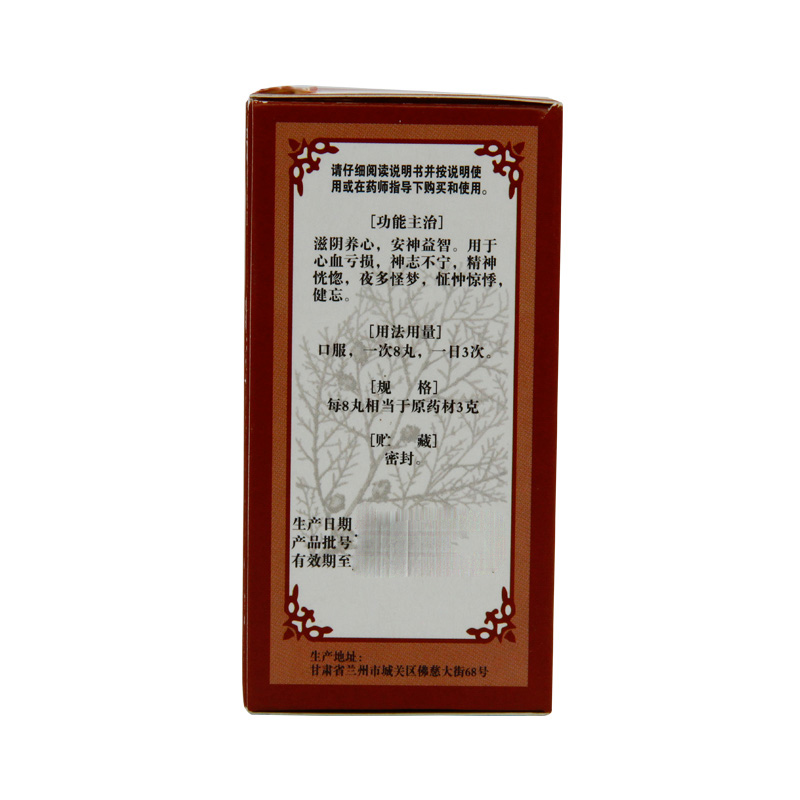 请仔细阅读说明书并按说明使
用或在药师指导下购买和使用。
[功能主治]
滋阴养心，安神益智。用于
心血亏损，神志不宁，精神
恍惚，夜多怪梦，怔忡惊悸，
健忘。
[用法用量]
口服，一次8丸，一日3次。
[规 格]
每8丸相当于原药材3克
[贮 藏]
密封。
生产日期
产品批号
有效期至
生产地址：
甘肃省兰州市城关区佛慈大街68号